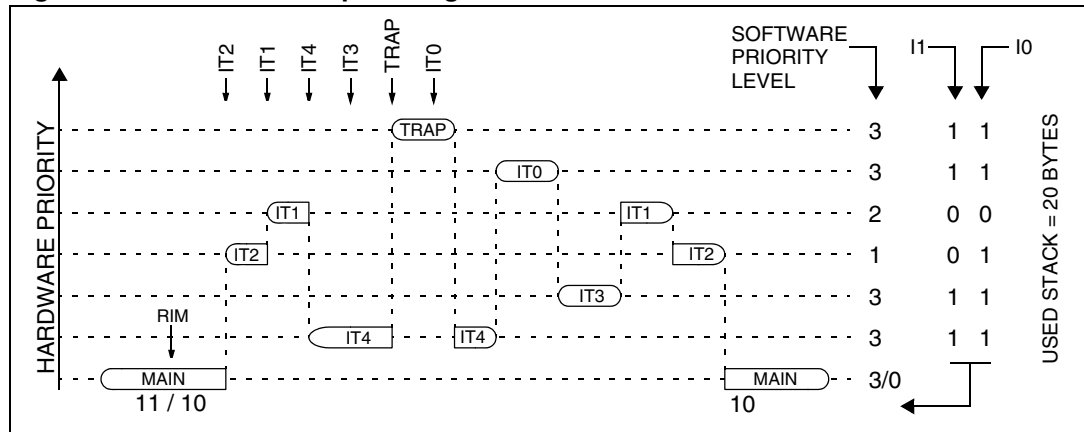 IT2
IT1
IT4
IT3
TRAP
IT0
SOFTWARE
PRIORITY
LEVEL
I1
I0
HARDWARE PRIORITY
TRAP
3
1 1
IT0
3
1 1
IT1
IT1
2
0 0
IT2
IT2
1
0 1
IT3
3
1 1
RIM
IT4
IT4
3
1 1
MAIN
MAIN
3/0
11 / 10
10
USED STACK = 20 BYTES